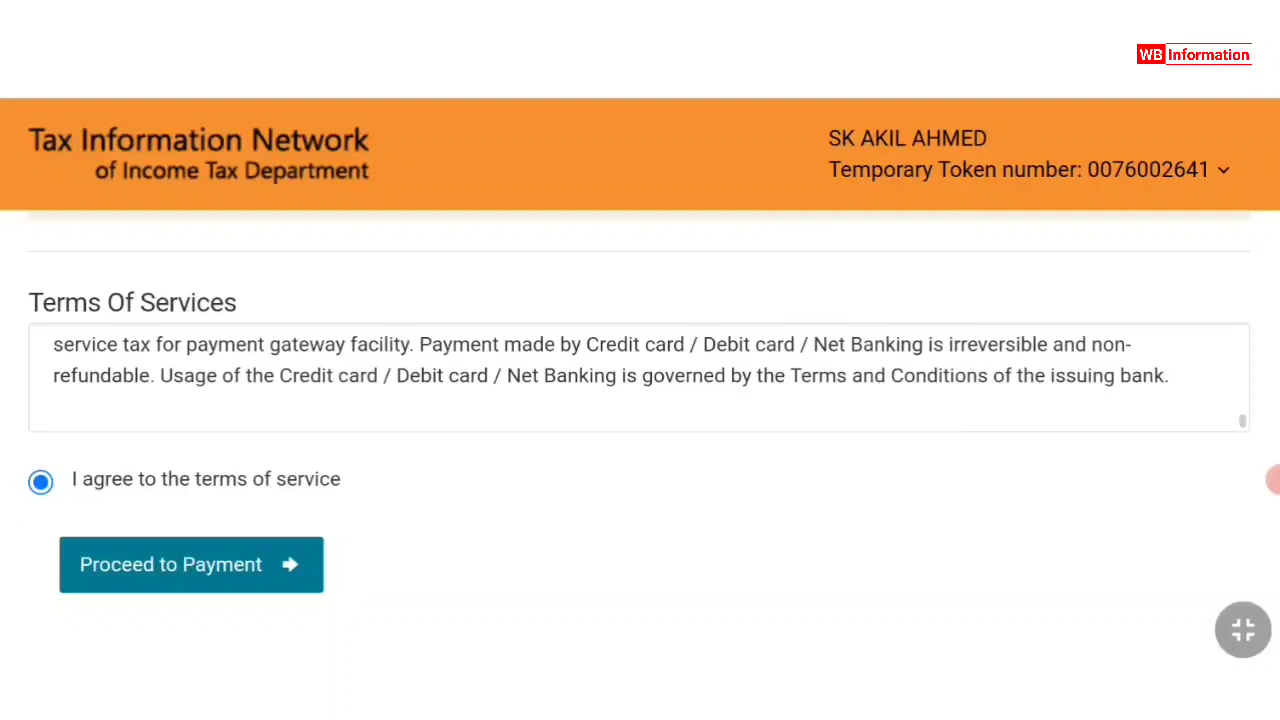 WB Information
Tax Information Network
of Income Tax Department
SK AKIL AHMED
Temporary Token number: 0076002641
Terms Of Services
service tax for payment gateway facility. Payment made by Credit card / Debit card / Net Banking is irreversible and non-
refundable. Usage of the Credit card / Debit card / Net Banking is governed by the Terms and Conditions of the issuing bank.
I agree to the terms of service
Proceed to Payment